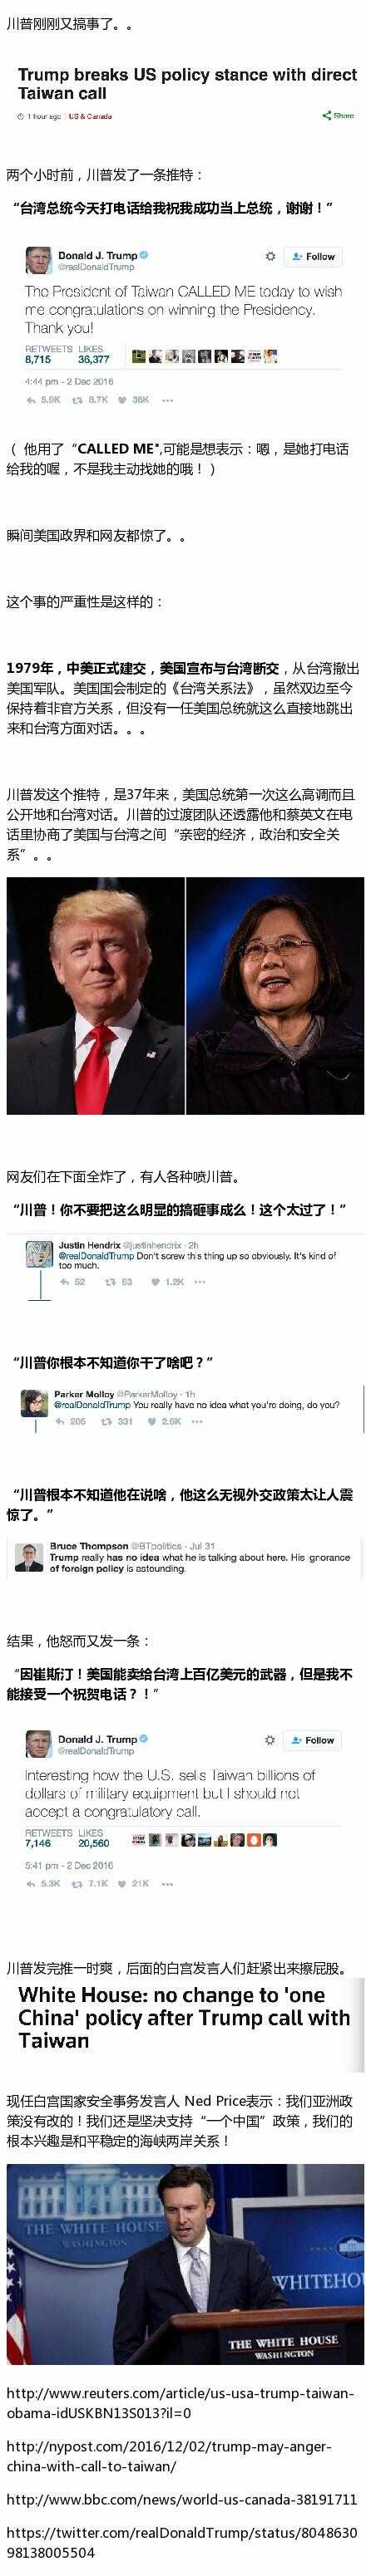 川普刚刚又搞事了。。
Trump breaks US policy stance with direct
Taiwan call
1 hour ago US & Canada
Share
两个小时前，川普发了一条推特：
“台湾总统今天打电话给我祝我成功当上总统，谢谢！”
Donald J. Trump
@realDonaldTrump
Follow
The President of Taiwan CALLED ME today to wish
me congratulations on winning the Presidency.
Thank you!
RETWEETS LIKES
8,715 36,377
4:44 pm - 2 Dec 2016
5.9K 8.7K 36K
（ 他用了 “CALLED ME",可能是想表示：嗯，是她打电话
给我的喔，不是我主动找她的哦！）
瞬间美国政界和网友都惊了。。
这个事的严重性是这样的：
1979年，中美正式建交，美国宣布与台湾断交，从台湾撤出
美国军队。美国国会制定的《台湾关系法》，虽然双边至今
保持着非官方关系，但没有一任美国总统就这么直接地跳出
来和台湾方面对话。。。
川普发这个推特，是37年来，美国总统第一次这么高调而且
公开地和台湾对话。川普的过渡团队还透露他和蔡英文在电
话里协商了美国与台湾之间“亲密的经济，政治和安全关
系”。。
网友们在下面全炸了，有人各种喷川普。
“川普！你不要把这么明显的搞砸事成么！这个太过了！”
Justin Hendrix @justinhendrix · 2h
@realDonaldTrump Don't screw this thing up so obviously. It's kind of
too much.
52 63 1.2K
“川普你根本不知道你干了啥吧？”
Parker Molloy @ParkerMolloy · 1h
@realDonaldTrump You really have no idea what you're doing, do you?
205 331 2.6K
“川普根本不知道他在说啥，他这么无视外交政策太让人震
惊了。”
Bruce Thompson @BTpolitics · Jul 31
Trump really has no idea what he is talking about here. His ignorance
of foreign policy is astounding.
结果，他怒而又发一条：
“因崔斯汀！美国能卖给台湾上百亿美元的武器，但是我不
能接受一个祝贺电话？！”
Donald J. Trump
@realDonaldTrump
Follow
Interesting how the U.S. sells Taiwan billions of
dollars of military equipment but I should not
accept a congratulatory call.
RETWEETS LIKES
7,146 20,560
5:41 pm - 2 Dec 2016
5.3K 7.1K 21K
川普发完推一时爽，后面的白宫发言人们赶紧出来擦屁股。
White House: no change to 'one
China' policy after Trump call with
Taiwan
现任白宫国家安全事务发言人 Ned Price表示：我们亚洲政
策没有改的！我们还是坚决支持 “一个中国” 政策，我们的
根本兴趣是和平稳定的海峡两岸关系！
THE WHITE HOUSE
WASHINGTON
WHITEHO
THE WHITE HOUSE
WASHINGTON
http://www.reuters.com/article/us-usa-trump-taiwan-
obama-idUSKBN13S013?il=0
http://nypost.com/2016/12/02/trump-may-anger-
china-with-call-to-taiwan/
http://www.bbc.com/news/world-us-canada-38191711
https://twitter.com/realDonaldTrump/status/8048630
98138005504